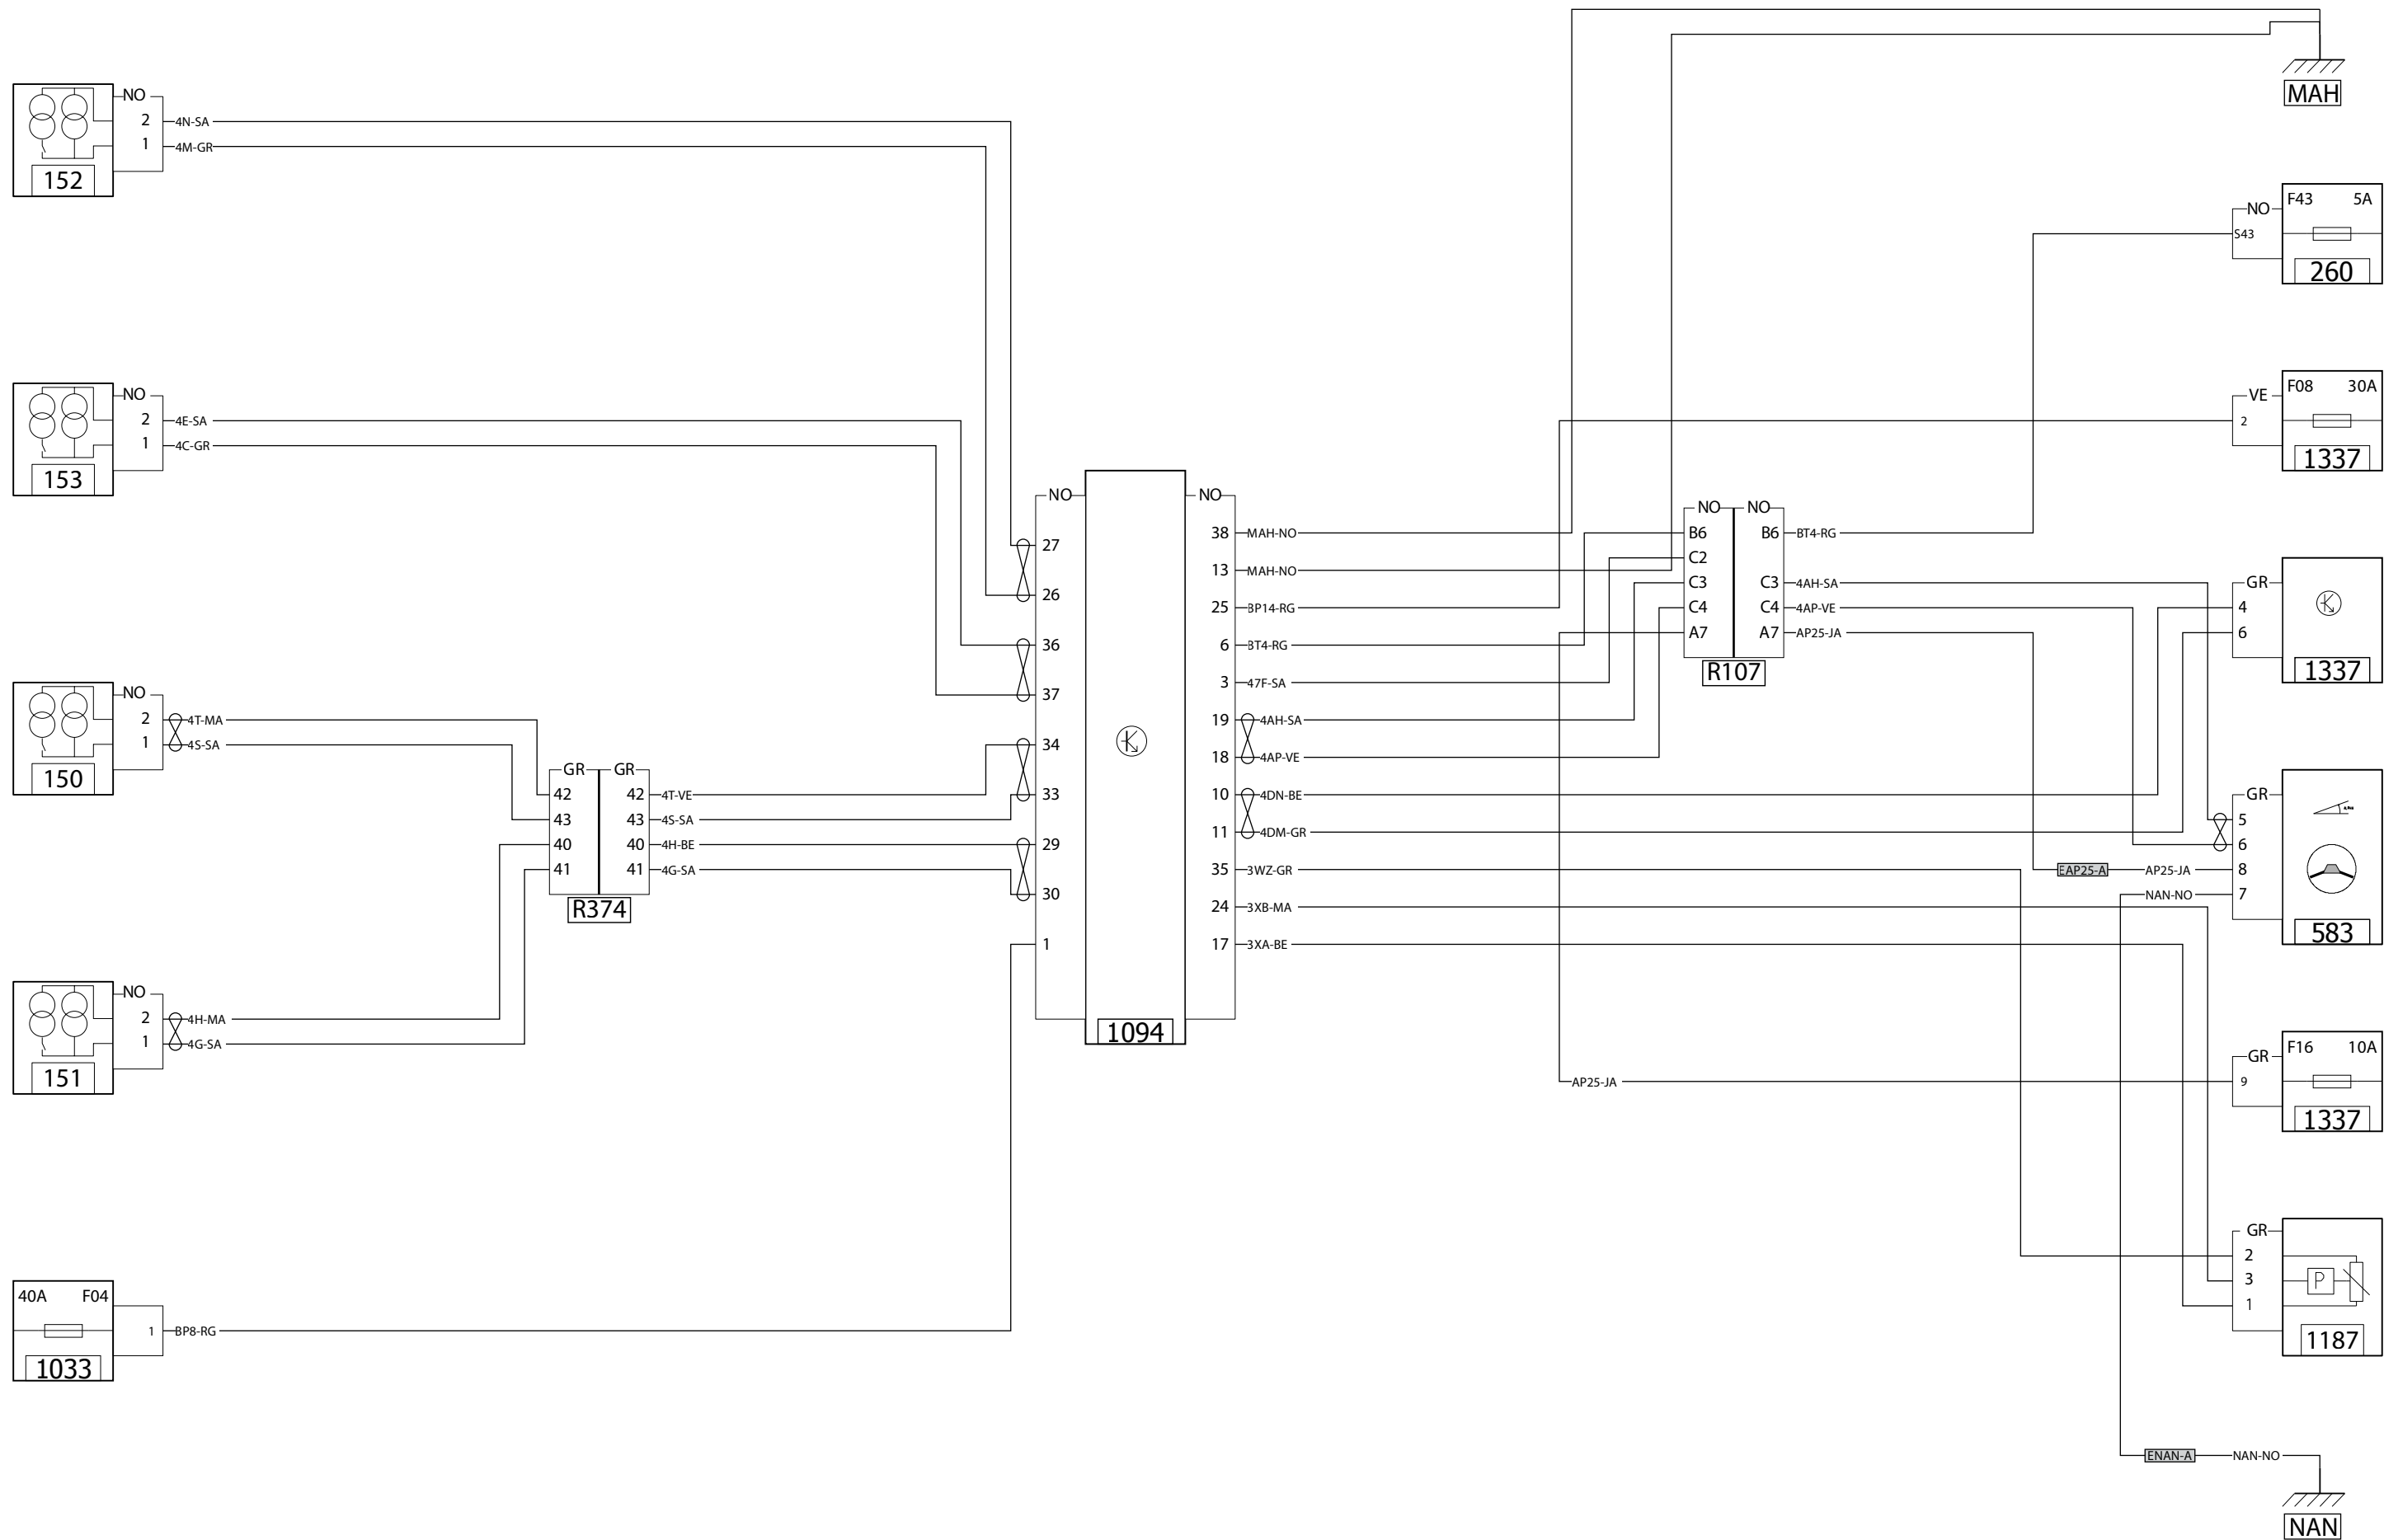 MAH
NO
2 4N-SA
1 4M-GR
152
F43 5A
NO
S43
260
NO
2 4E-SA
1 4C-GR
153
F08 30A
VE
2
1337
NO
2 4T-MA
1 4S-SA
150
GR GR
42 42 4T-VE
43 43 4S-SA
40 40 4H-BE
41 41 4G-SA
R374
NO
2 4H-MA
1 4G-SA
151
40A F04
1 BP8-RG
1033
NO NO
27
26
36
37
34
33
29
30
1
38 MAH-NO
13 MAH-NO
25 BP14-RG
6 BT4-RG
3 47F-SA
19 4AH-SA
18 4AP-VE
10 4DN-BE
11 4DM-GR
35 3WZ-GR
24 3XB-MA
17 3XA-BE
1094
NO NO
B6 B6 BT4-RG
C2
C3 C3 4AH-SA
C4 C4 4AP-VE
A7 A7 AP25-JA
R107
GR
4
6
1337
GR
5
6
EAP25-A AP25-JA 8
NAN-NO 7
583
F16 10A
GR
AP25-JA 9
1337
GR
2
3 P
1
1187
ENAN-A NAN-NO
NAN